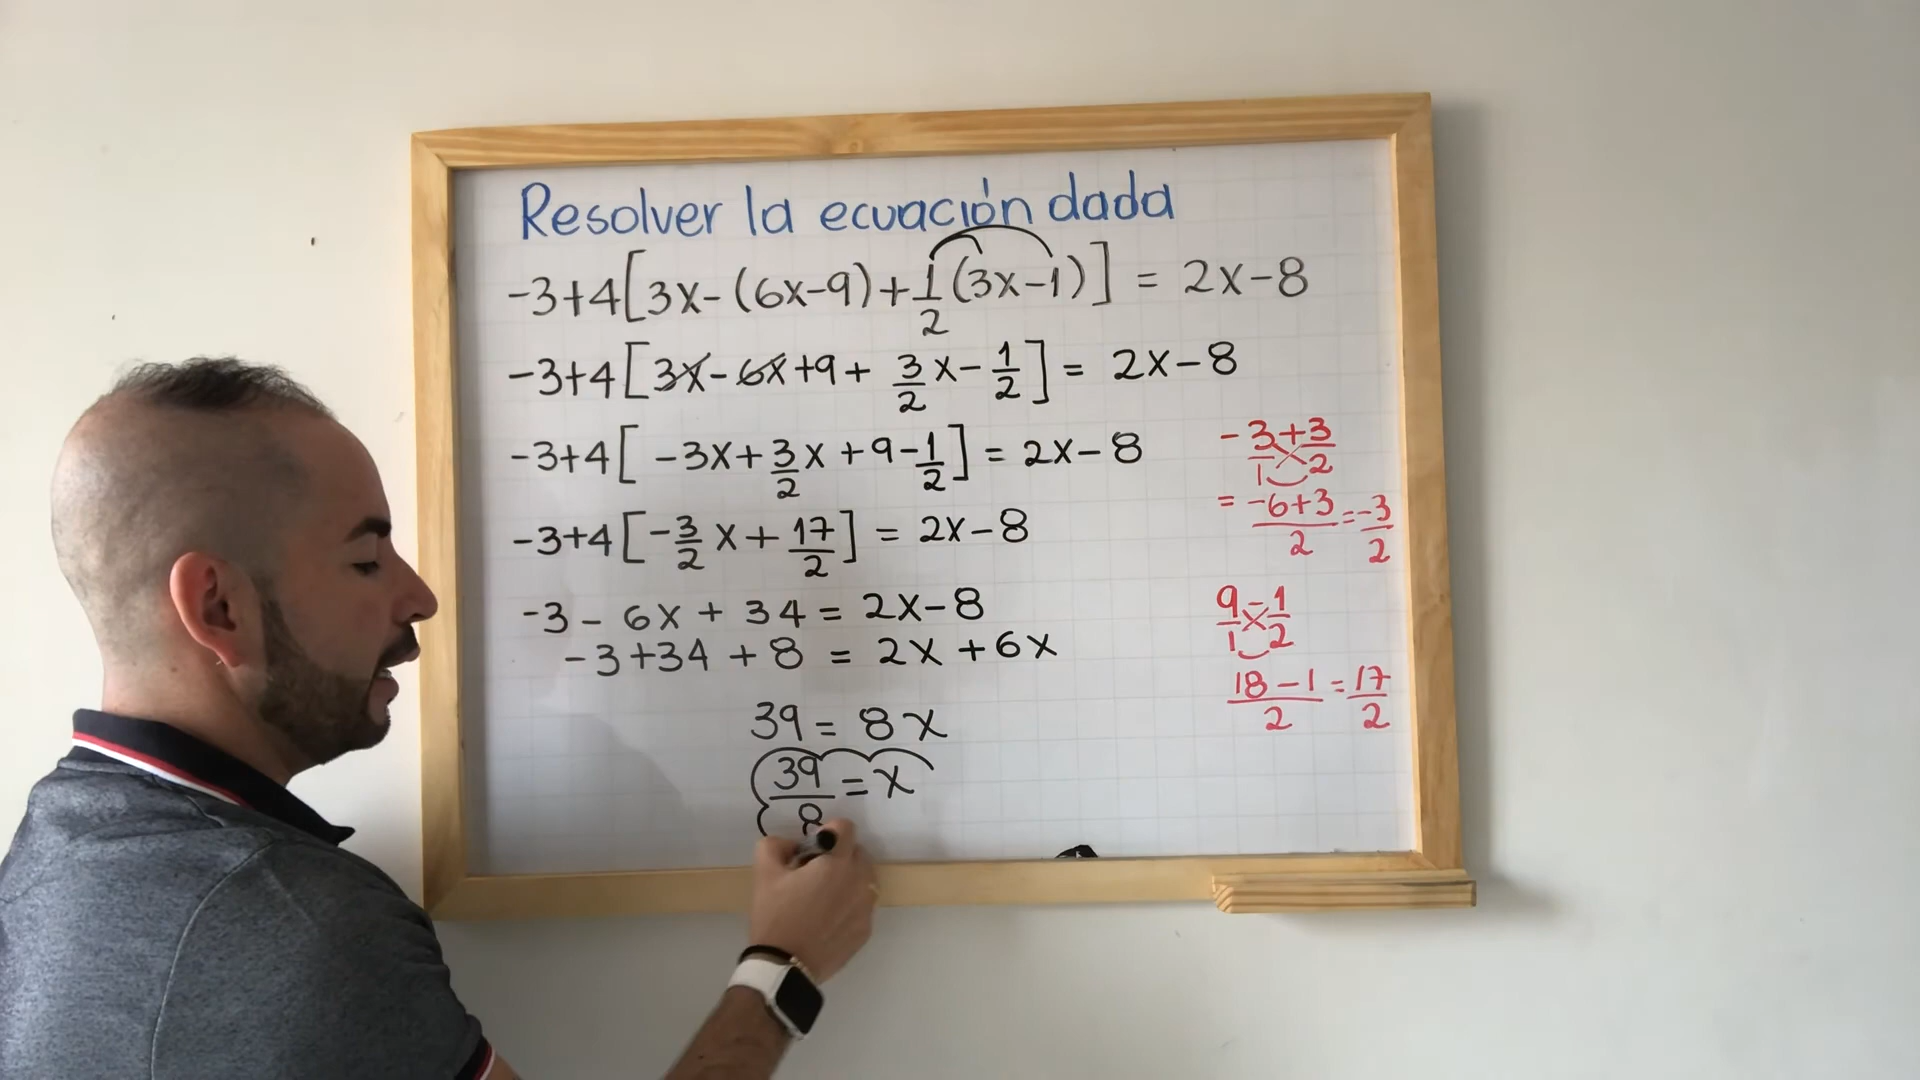 Resolver la ecuación dada
-3+4[3x-(6x-9)+1/2(3x-1)] = 2x-8
-3+4[3x-6x+9+3/2x-1/2] = 2x-8
-3+4[-3x+3/2x+9-1/2] = 2x-8
-3+4[-3/2x+17/2] = 2x-8
-3-6x+34 = 2x-8
-3+34+8 = 2x+6x
39 = 8x
39/8 = x
-3/1+3/2
= -6+3/2 = -3/2
9/1-1/2
18-1/2 = 17/2